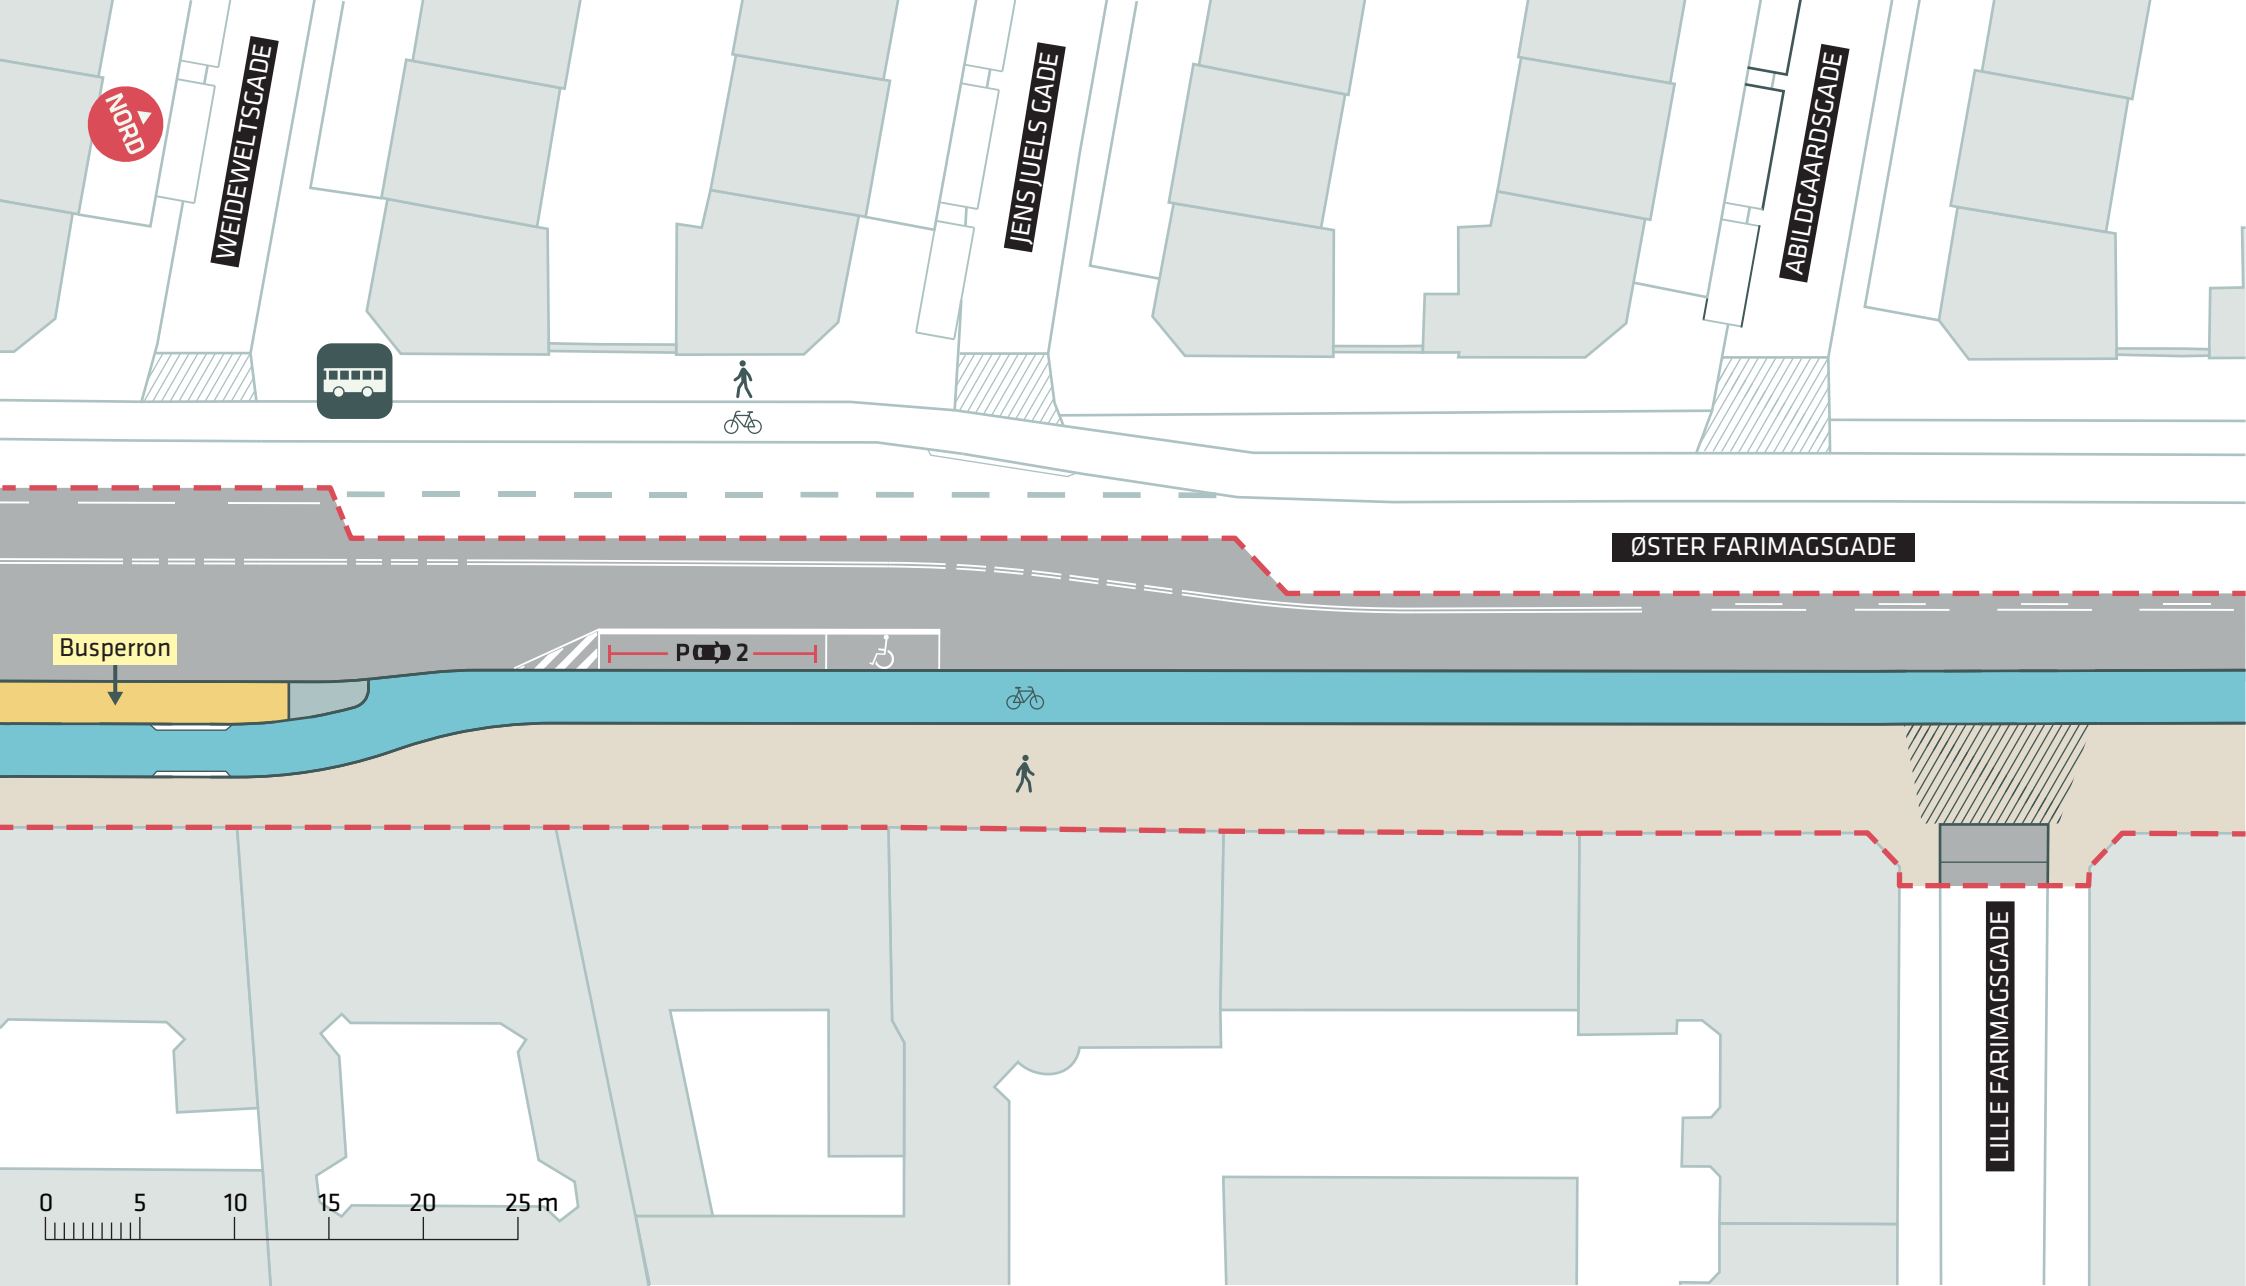 WEIDEWELTSGADE
JENS JUELS GADE
ABILDGAARDSGADE
NORD
ØSTER FARIMAGSGADE
Busperron
P 2
LILLE FARIMAGSGADE
0 5 10 15 20 25 m